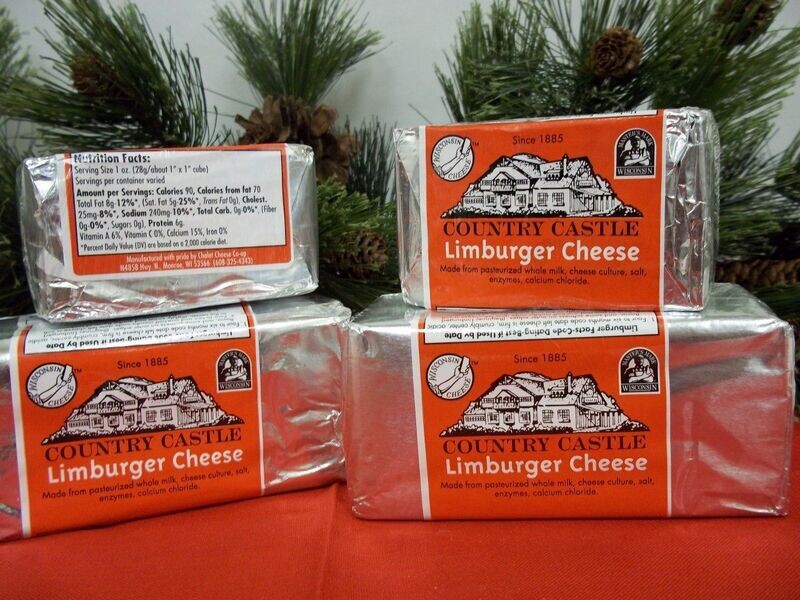 Nutrition Facts:
Serving Size 1 oz. (28g/about 1" x 1" cube)
Servings per container varied
Amount per Servings: Calories 90, Calories from fat 70
Total Fat 8g-12%*, (Sat. Fat 5g-25%*, Trans Fat 0g), Cholest.
25mg-8%*, Sodium 240mg-10%*, Total Carb. 0g-0%*, (Fiber
0g-0%*, Sugars 0g), Protein 6g.
Vitamin A 6%, Vitamin C 0%, Calcium 15%, Iron 0%
*Percent Daily Value (DV) are based on a 2,000 calorie diet.
Manufactured with pride by Chalet Cheese Co-op
N4858 Hwy. N, Monroe, WI 53566 (608-325-4343)
Since 1885
WISCONSIN CHEESE
TM
WISCONSIN
COUNTRY CASTLE
Limburger Cheese
Made from pasteurized whole milk, cheese culture, salt,
enzymes, calcium chloride.
Best if Used by Date
Since 1885
WISCONSIN CHEESE
TM
WISCONSIN
COUNTRY CASTLE
Limburger Cheese
Made from pasteurized whole milk, cheese culture, salt,
enzymes, calcium chloride.
Limburger Facts-Code Dating-Best if Used by Date
Since 1885
WISCONSIN CHEESE
TM
WISCONSIN
COUNTRY CASTLE
Limburger Cheese
Made from pasteurized whole milk, cheese culture, salt,
enzymes, calcium chloride.